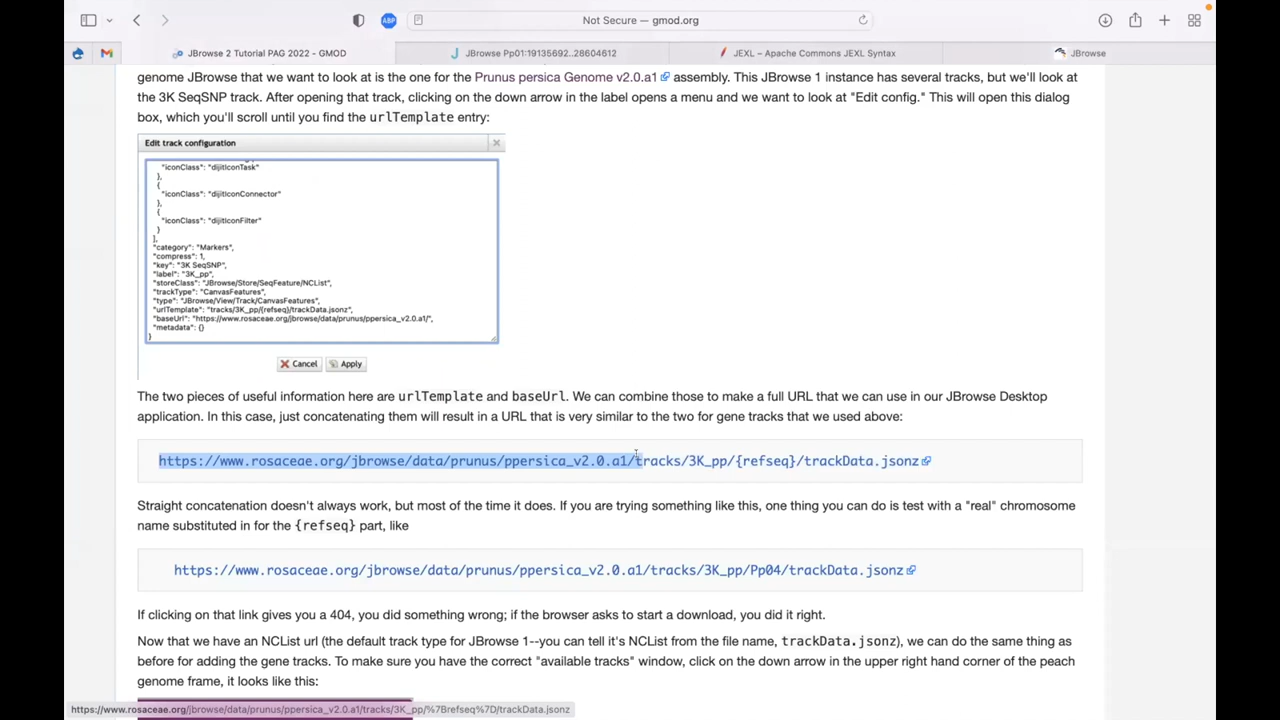 ABP
Not Secure — gmod.org
JBrowse 2 Tutorial PAG 2022 - GMOD
JBrowse Pp01:19135692..28604612
JEXL – Apache Commons JEXL Syntax
JBrowse
genome JBrowse that we want to look at is the one for the Prunus persica Genome v2.0.a1 assembly. This JBrowse 1 instance has several tracks, but we'll look at
the 3K SeqSNP track. After opening that track, clicking on the down arrow in the label opens a menu and we want to look at "Edit config." This will open this dialog
box, which you'll scroll until you find the urlTemplate entry:
Edit track configuration
"iconClass": "dijitIconTask"
},
{
"iconClass": "dijitIconConnector"
},
{
"iconClass": "dijitIconFilter"
}
],
"category": "Markers",
"compress": 1,
"key": "3K SeqSNP",
"label": "3K_pp",
"storeClass": "JBrowse/Store/SeqFeature/NCList",
"trackType": "CanvasFeatures",
"type": "JBrowse/View/Track/CanvasFeatures",
"urlTemplate": "tracks/3K_pp/{refseq}/trackData.jsonz",
"baseUrl": "https://www.rosaceae.org/jbrowse/data/prunus/ppersica_v2.0.a1/",
"metadata": {}
}
Cancel Apply
The two pieces of useful information here are urlTemplate and baseUrl. We can combine those to make a full URL that we can use in our JBrowse Desktop
application. In this case, just concatenating them will result in a URL that is very similar to the two for gene tracks that we used above:
https://www.rosaceae.org/jbrowse/data/prunus/ppersica_v2.0.a1/tracks/3K_pp/{refseq}/trackData.jsonz
Straight concatenation doesn't always work, but most of the time it does. If you are trying something like this, one thing you can do is test with a "real" chromosome
name substituted in for the {refseq} part, like
https://www.rosaceae.org/jbrowse/data/prunus/ppersica_v2.0.a1/tracks/3K_pp/Pp04/trackData.jsonz
If clicking on that link gives you a 404, you did something wrong; if the browser asks to start a download, you did it right.
Now that we have an NCList url (the default track type for JBrowse 1--you can tell it's NCList from the file name, trackData.jsonz), we can do the same thing as
before for adding the gene tracks. To make sure you have the correct "available tracks" window, click on the down arrow in the upper right hand corner of the peach
genome frame, it looks like this:
https://www.rosaceae.org/jbrowse/data/prunus/ppersica_v2.0.a1/tracks/3K_pp/%7Brefseq%7D/trackData.jsonz